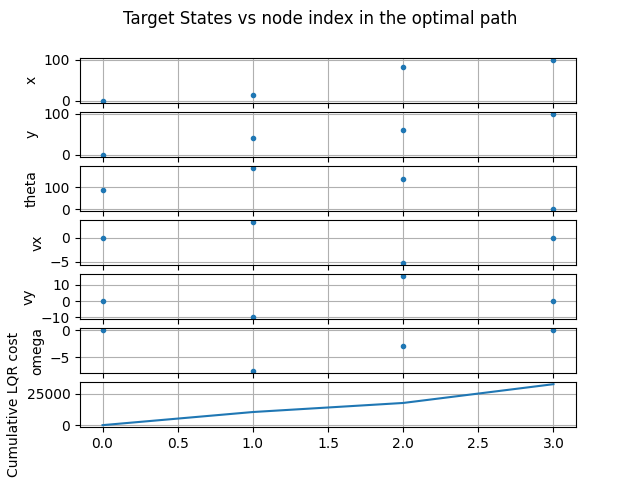 Target States vs node index in the optimal path
100
0
x
100
0
y
100
0
theta
0
−5
vx
10
0
−10
vy
0
−5
omega
25000
0
Cumulative LQR cost
0.0 0.5 1.0 1.5 2.0 2.5 3.0